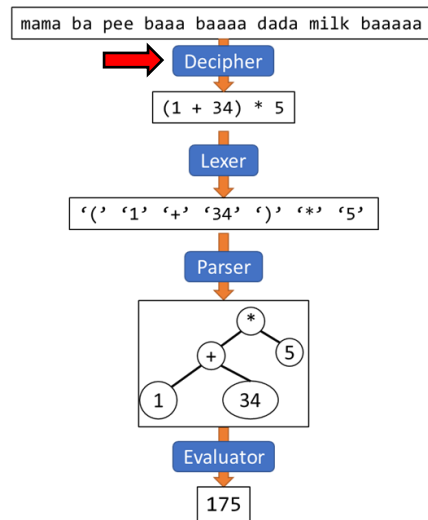 mama ba pee baaa baaaa dada milk baaaaa
Decipher
(1 + 34) * 5
Lexer
‘(’ ‘1’ ‘+’ ‘34’ ‘)’ ‘*’ ‘5’
Parser
*
+ 5
1 34
Evaluator
175